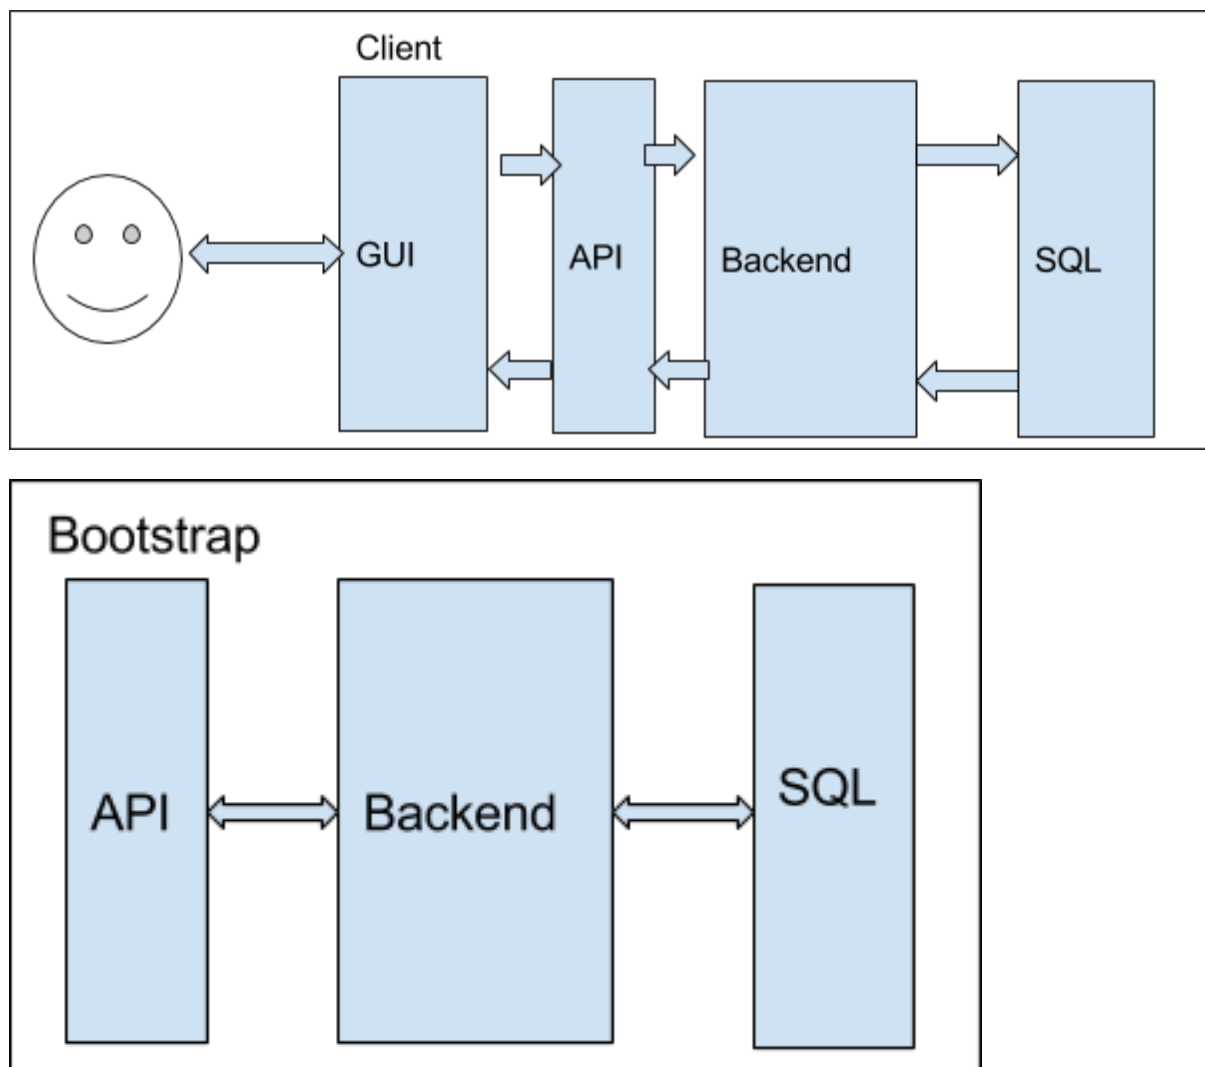 Client
GUI
API
Backend
SQL
Bootstrap
API
Backend
SQL